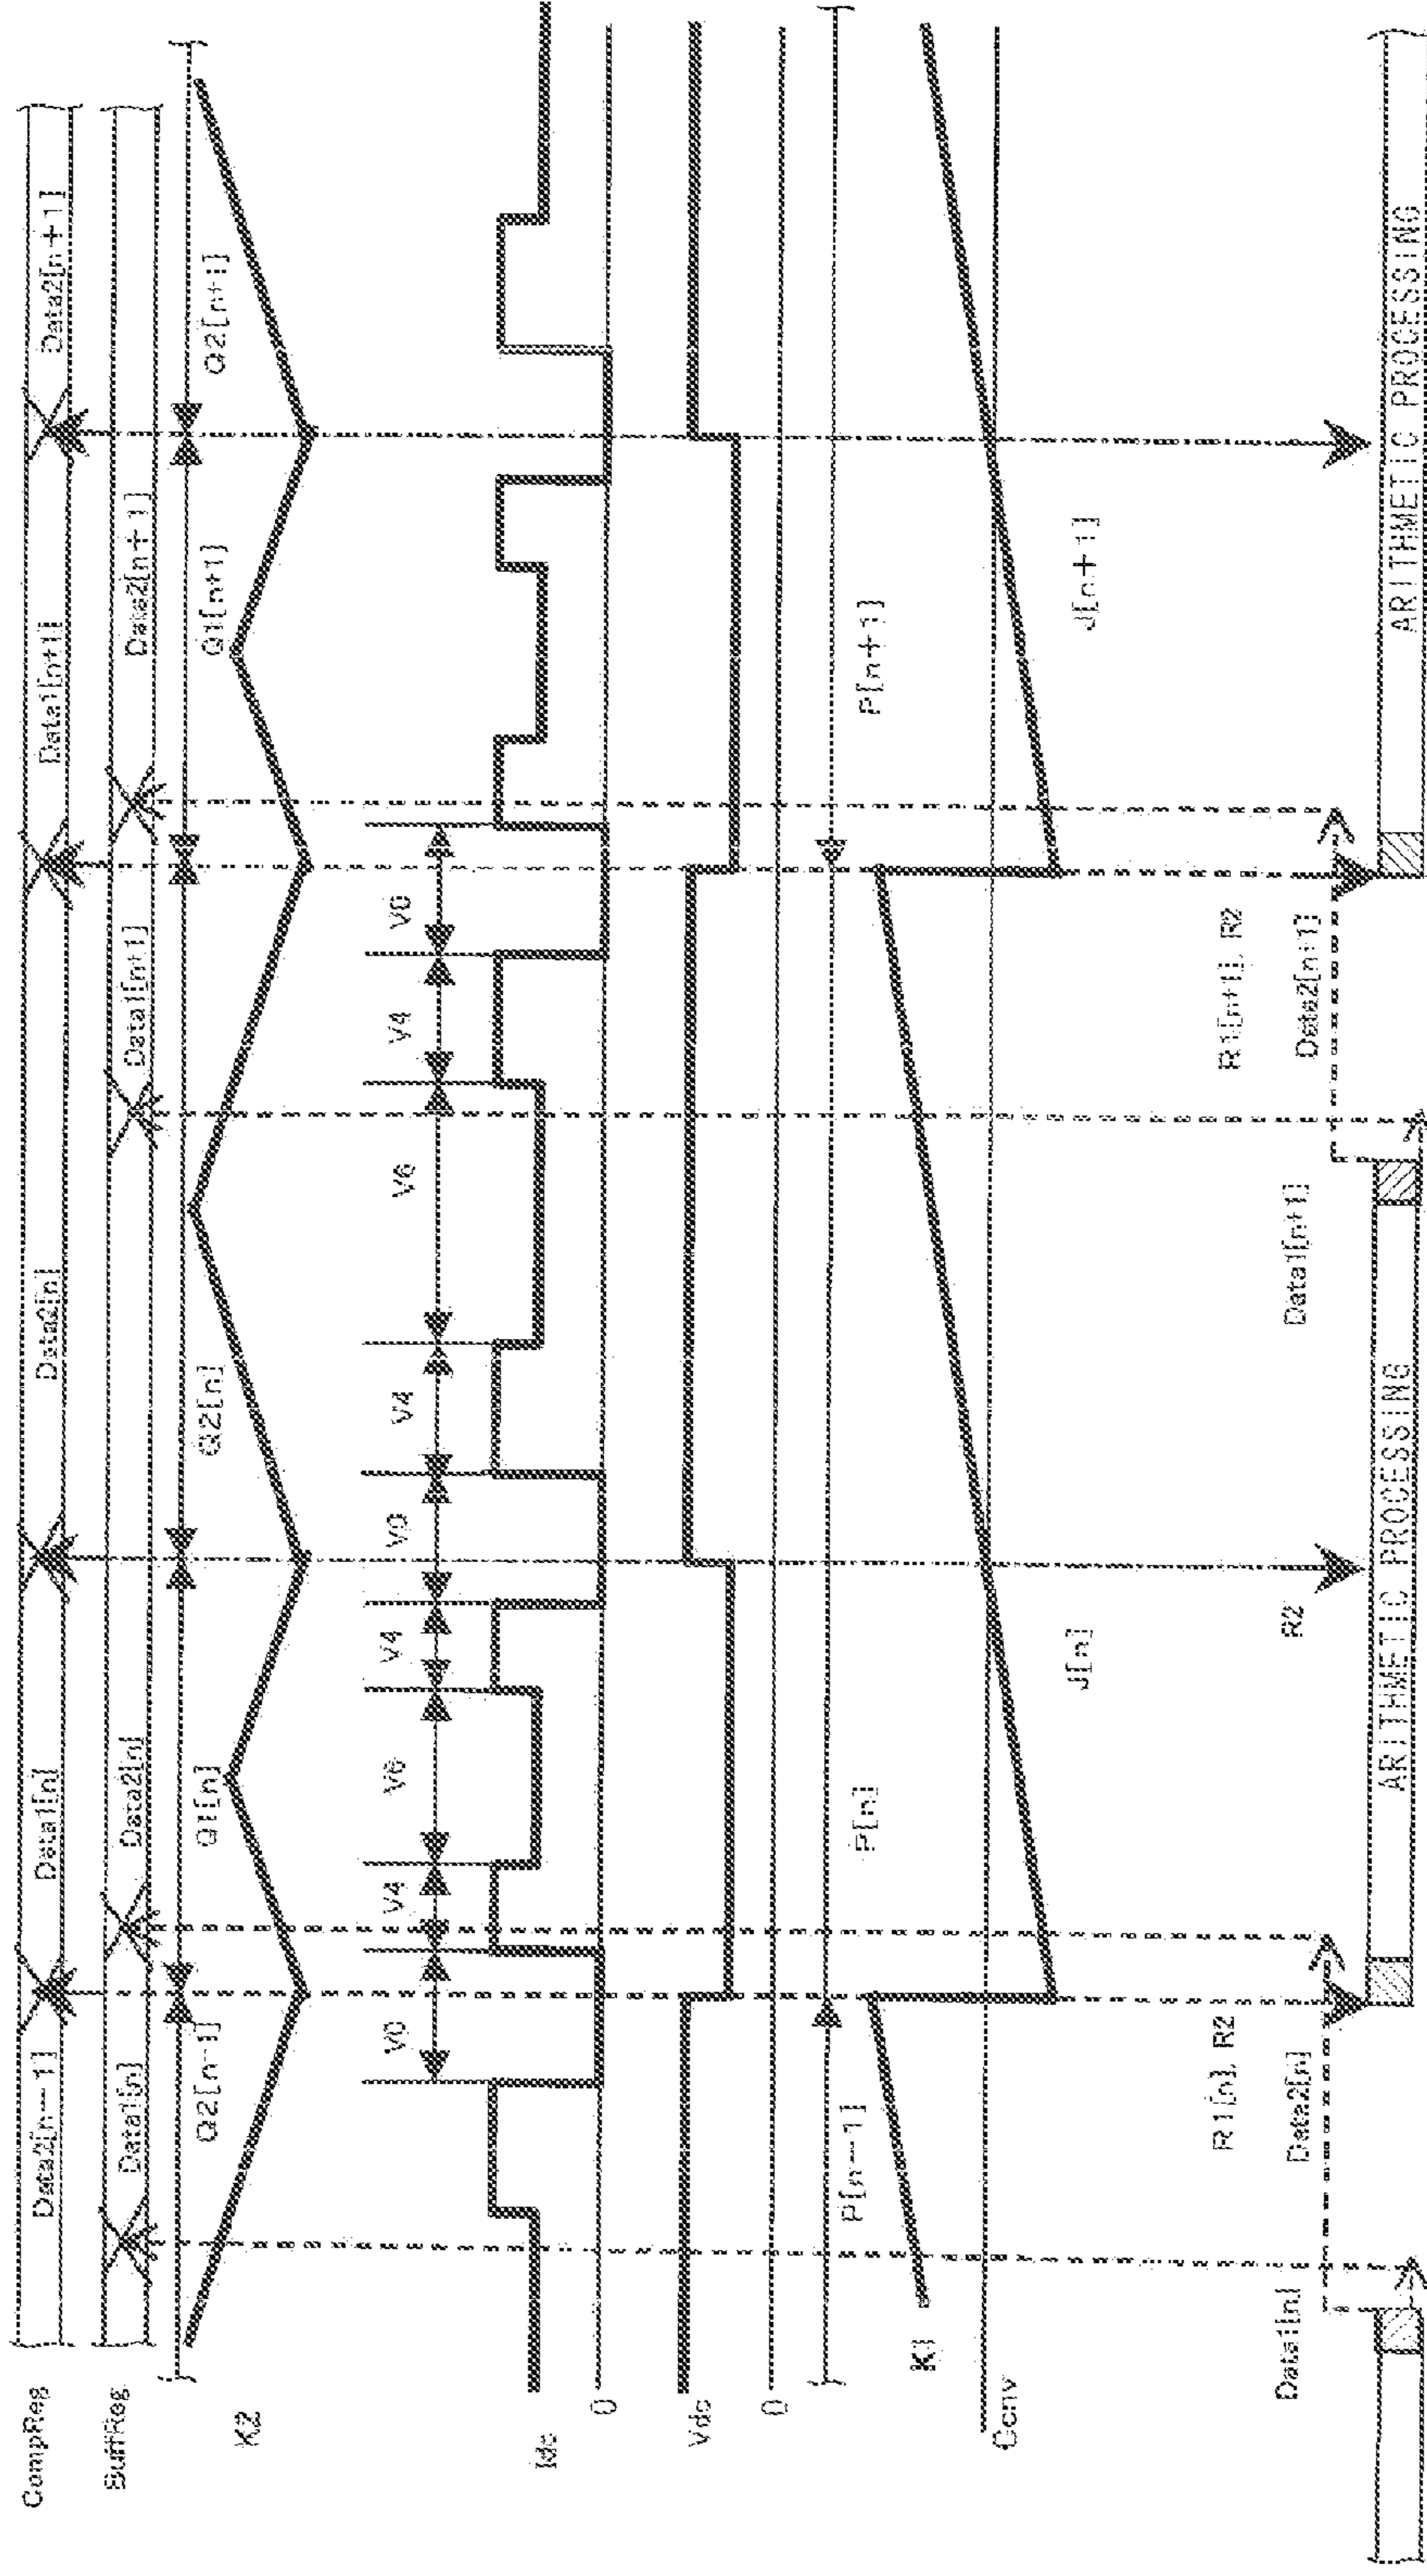 CompReg
Data2[n-1]
Data1[n]
Data2[n]
Data1[n+1]
Data2[n+1]
BuffReg
Data1[n]
Data2[n]
Data1[n+1]
Data2[n+1]
K2
Q2[n-1]
Q1[n]
Q2[n]
Q1[n+1]
Q2[n+1]
V0
V4
V6
V4
V0
V4
V6
V4
V0
Idc
0
Vdc
0
P[n-1]
P[n]
P[n+1]
K1
Ccnv
J[n]
J[n+1]
R1[n], R2
R1[n+1], R2
Data1[n]
Data2[n]
R2
Data1[n+1]
Data2[n+1]
ARITHMETIC PROCESSING
ARITHMETIC PROCESSING